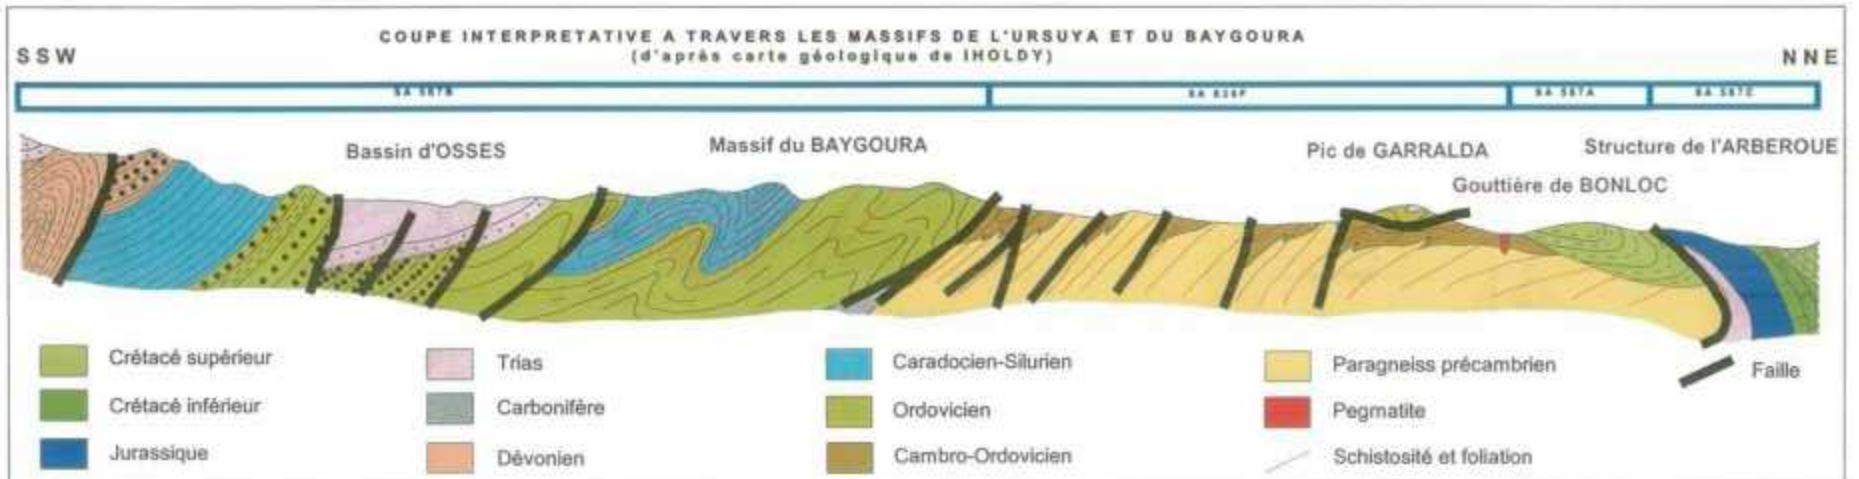 COUPE INTERPRETATIVE A TRAVERS LES MASSIFS DE L'URSUYA ET DU BAYGOURA
(d'après carte géologique de IHOLDY)
SSW
NNE
Bassin d'OSSES
Massif du BAYGOURA
Pic de GARRALDA
Structure de l'ARBEROUE
Gouttière de BONLOC
Crétacé supérieur
Trias
Caradocien-Silurien
Paragneiss précambrien
Faille
Crétacé inférieur
Carbonifère
Ordovicien
Pegmatite
Jurassique
Dévonien
Cambro-Ordovicien
Schistosité et foliation